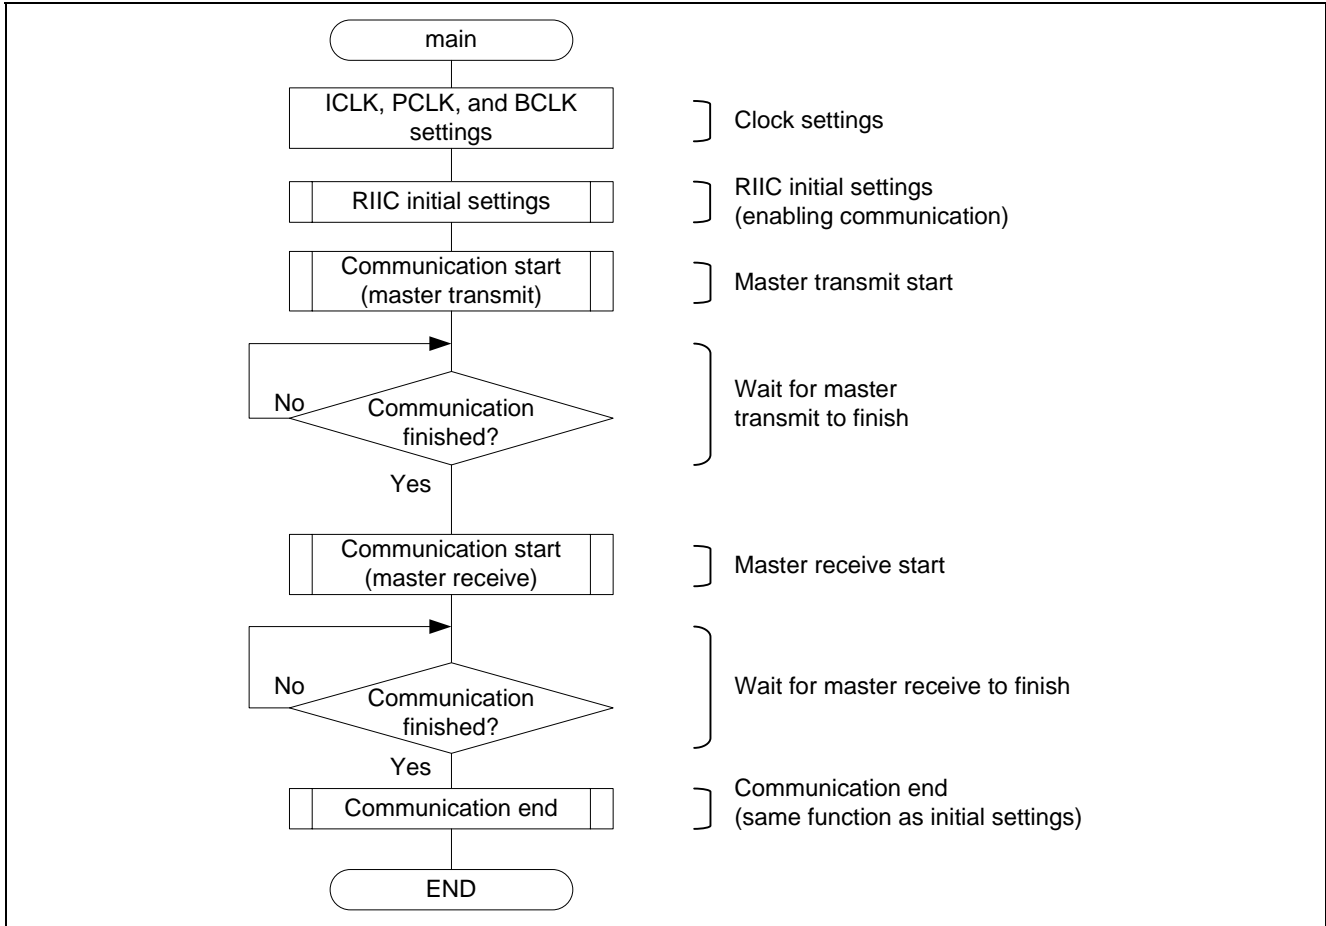 main
ICLK, PCLK, and BCLK
settings
Clock settings
RIIC initial settings
RIIC initial settings
(enabling communication)
Communication start
(master transmit)
Master transmit start
No
Communication
finished?
Wait for master
transmit to finish
Yes
Communication start
(master receive)
Master receive start
No
Communication
finished?
Wait for master receive to finish
Yes
Communication end
Communication end
(same function as initial settings)
END